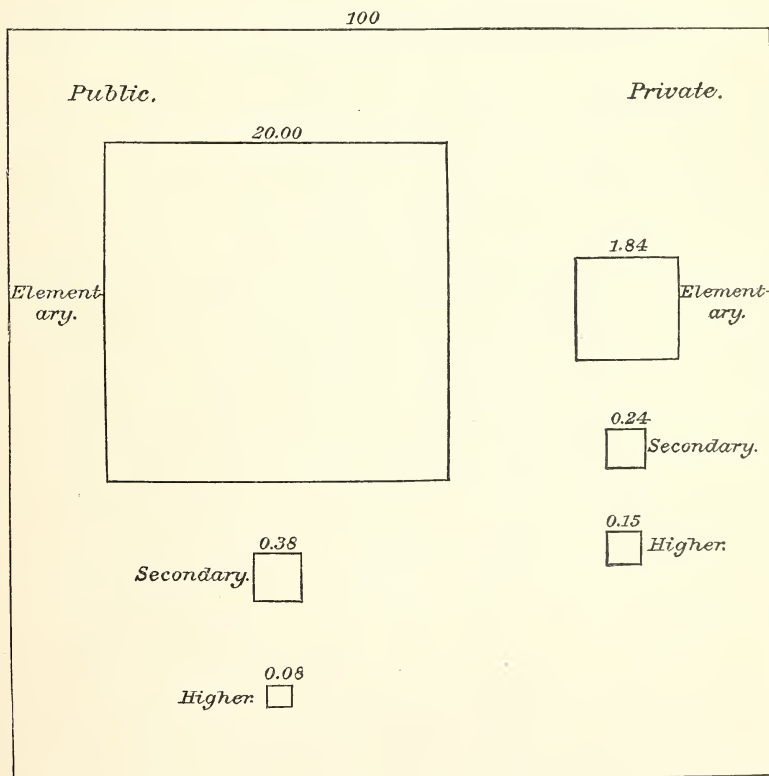 100
Public.
Private.
20.00
1.84
Element-
ary.
Element-
ary.
0.24
Secondary.
0.15
Higher.
0.38
Secondary.
0.08
Higher.